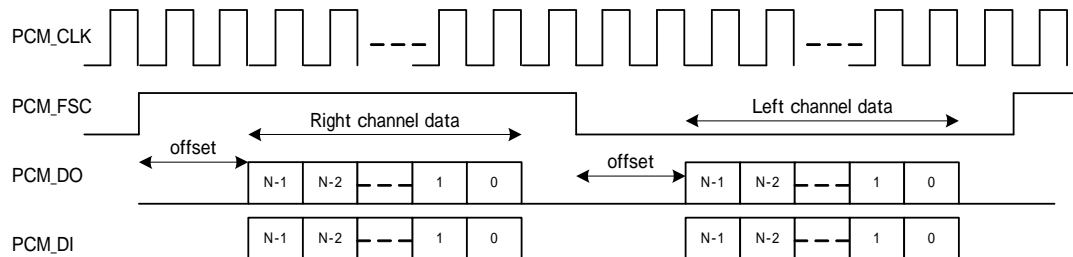 PCM_CLK
PCM_FSC
Right channel data
Left channel data
offset
offset
PCM_DO
N-1 N-2 1 0
N-1 N-2 1 0
PCM_DI
N-1 N-2 1 0
N-1 N-2 1 0